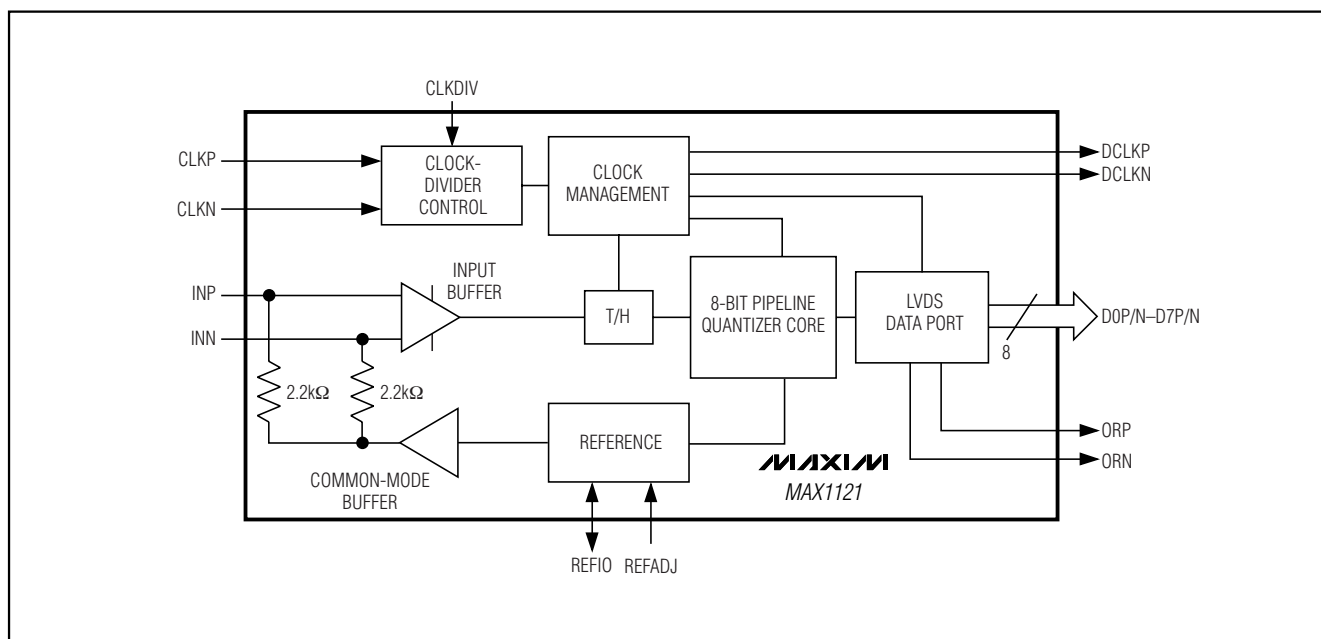 CLKDIV
CLKP
CLKN
CLOCK-
DIVIDER
CONTROL
CLOCK
MANAGEMENT
DCLKP
DCLKN
INP
INN
INPUT
BUFFER
T/H
8-BIT PIPELINE
QUANTIZER CORE
LVDS
DATA PORT
8
D0P/N–D7P/N
2.2kΩ
2.2kΩ
COMMON-MODE
BUFFER
REFERENCE
MAXIM
MAX1121
ORP
ORN
REFIO
REFADJ